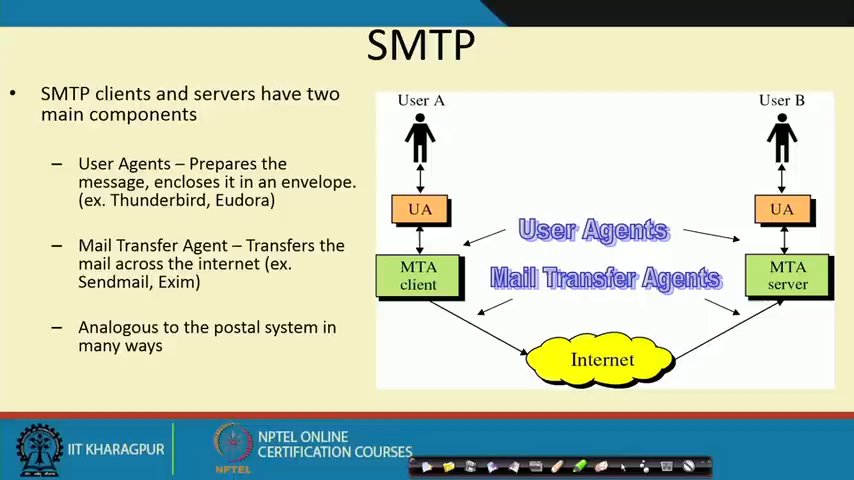 SMTP
• SMTP clients and servers have two
main components
– User Agents – Prepares the
message, encloses it in an envelope.
(ex. Thunderbird, Eudora)
– Mail Transfer Agent – Transfers the
mail across the internet (ex.
Sendmail, Exim)
– Analogous to the postal system in
many ways
User A
User B
UA
UA
User Agents
MTA
client
Mail Transfer Agents
MTA
server
Internet
IIT KHARAGPUR
NPTEL
NPTEL ONLINE
CERTIFICATION COURSES